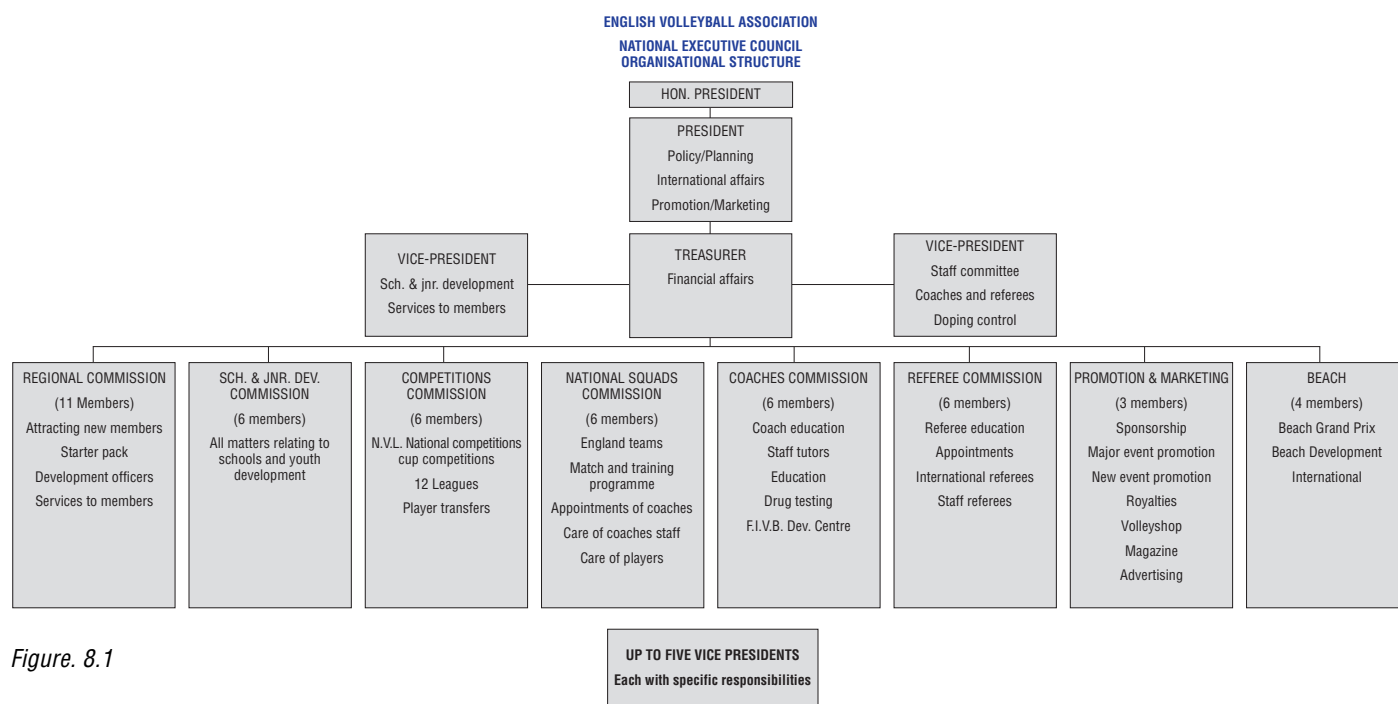 ENGLISH VOLLEYBALL ASSOCIATION
NATIONAL EXECUTIVE COUNCIL
ORGANISATIONAL STRUCTURE
HON. PRESIDENT
PRESIDENT
Policy/Planning
International affairs
Promotion/Marketing
VICE-PRESIDENT
Sch. & jnr. development
Services to members
TREASURER
Financial affairs
VICE-PRESIDENT
Staff committee
Coaches and referees
Doping control
REGIONAL COMMISSION
(11 Members)
Attracting new members
Starter pack
Development officers
Services to members
SCH. & JNR. DEV.
COMMISSION
(6 members)
All matters relating to
schools and youth
development
COMPETITIONS
COMMISSION
(6 members)
N.V.L. National competitions
cup competitions
12 Leagues
Player transfers
NATIONAL SQUADS
COMMISSION
(6 members)
England teams
Match and training
programme
Appointments of coaches
Care of coaches staff
Care of players
COACHES COMMISSION
(6 members)
Coach education
Staff tutors
Education
Drug testing
F.I.V.B. Dev. Centre
REFEREE COMMISSION
(6 members)
Referee education
Appointments
International referees
Staff referees
PROMOTION & MARKETING
(3 members)
Sponsorship
Major event promotion
New event promotion
Royalties
Volleyshop
Magazine
Advertising
BEACH
(4 members)
Beach Grand Prix
Beach Development
International
Figure. 8.1
UP TO FIVE VICE PRESIDENTS
Each with specific responsibilities